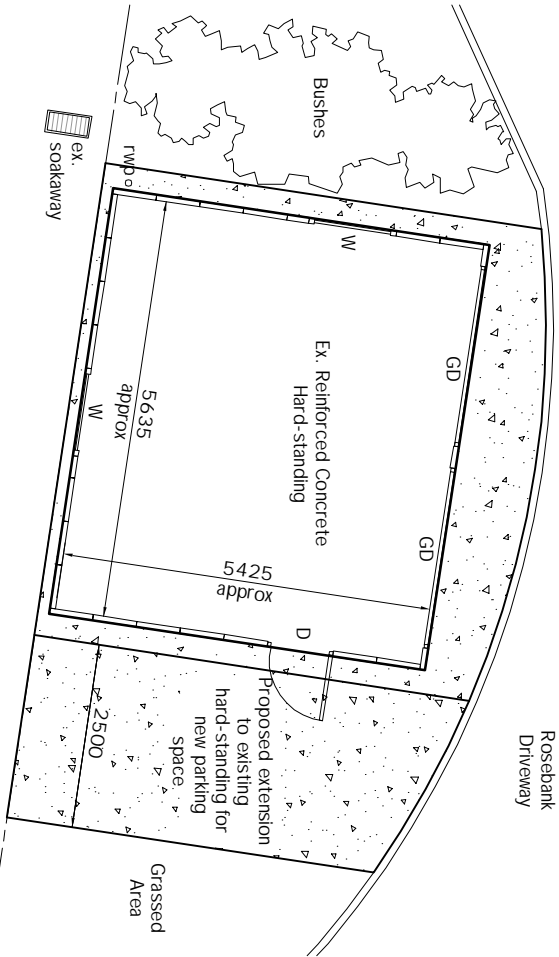 Bushes
rwp
ex.
soakaway
W
GD
GD
Ex. Reinforced Concrete
Hard-standing
5635
approx
W
5425
approx
D
Proposed extension
to existing
hard-standing for
new parking
space
2500
Rosebank
Driveway
Grassed
Area